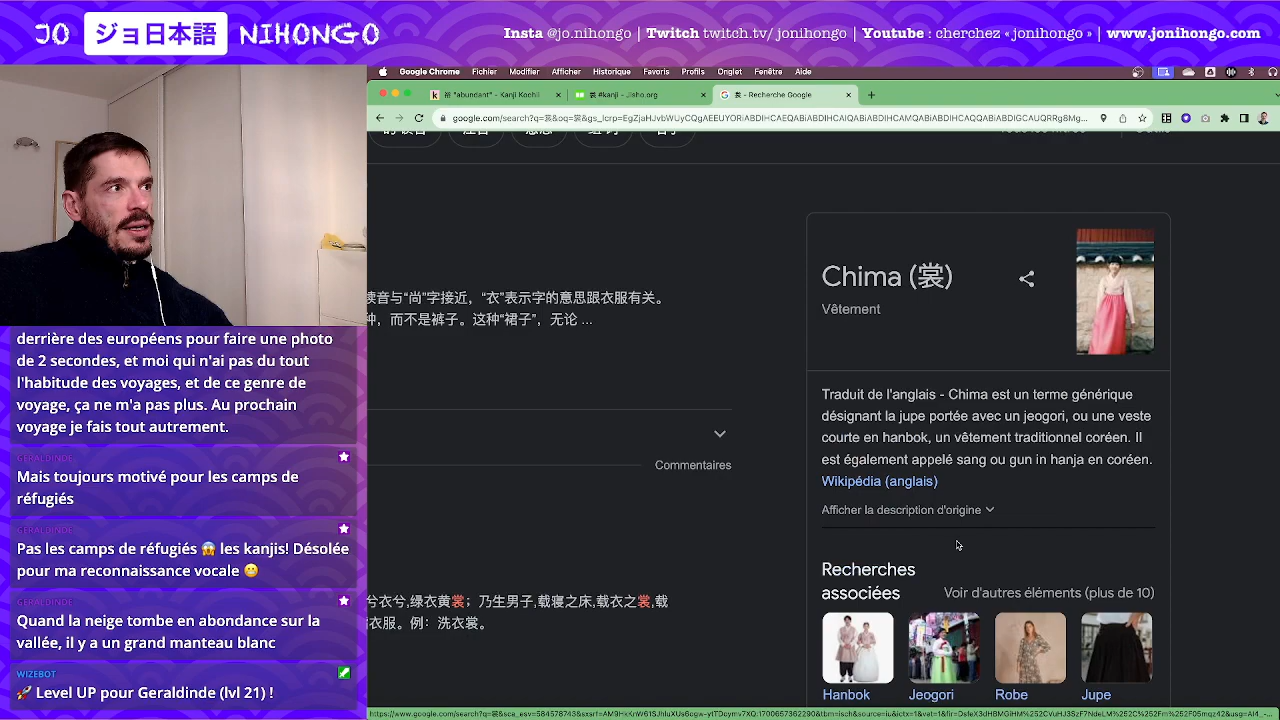 JO ジョ日本語 NIHONGO
Insta @jo.nihongo | Twitch twitch.tv/ jonihongo | Youtube : cherchez « jonihongo » | www.jonihongo.com
Google Chrome Fichier Modifier Afficher Historique Favoris Profils Onglet Fenêtre Aide
裕 "abundant" - Kanji Kochii
裳 #kanji - Jisho.org
裳 - Recherche Google
Chima (裳)
Vêtement
读音与“尚”字接近，“衣”表示字的意思跟衣服有关。
种，而不是裤子。这种“裙子”，无论 ...
Traduit de l'anglais - Chima est un terme générique
désignant la jupe portée avec un jeogori, ou une veste
courte en hanbok, un vêtement traditionnel coréen. Il
est également appelé sang ou gun in hanja en coréen.
Wikipédia (anglais)
Afficher la description d'origine
Commentaires
Recherches
associées
Voir d'autres éléments (plus de 10)
兮衣兮,绿衣黄裳；乃生男子,载寝之床,载衣之裳,载
衣服。例：洗衣裳。
Hanbok
Jeogori
Robe
Jupe
derrière des européens pour faire une photo
de 2 secondes, et moi qui n'ai pas du tout
l'habitude des voyages, et de ce genre de
voyage, ça ne m'a pas plus. Au prochain
voyage je fais tout autrement.
GERALDINDE
Mais toujours motivé pour les camps de
réfugiés
GERALDINDE
Pas les camps de réfugiés 😱 les kanjis! Désolée
pour ma reconnaissance vocale 😬
GERALDINDE
Quand la neige tombe en abondance sur la
vallée, il y a un grand manteau blanc
WIZEBOT
🚀 Level UP pour Geraldinde (lvl 21) !